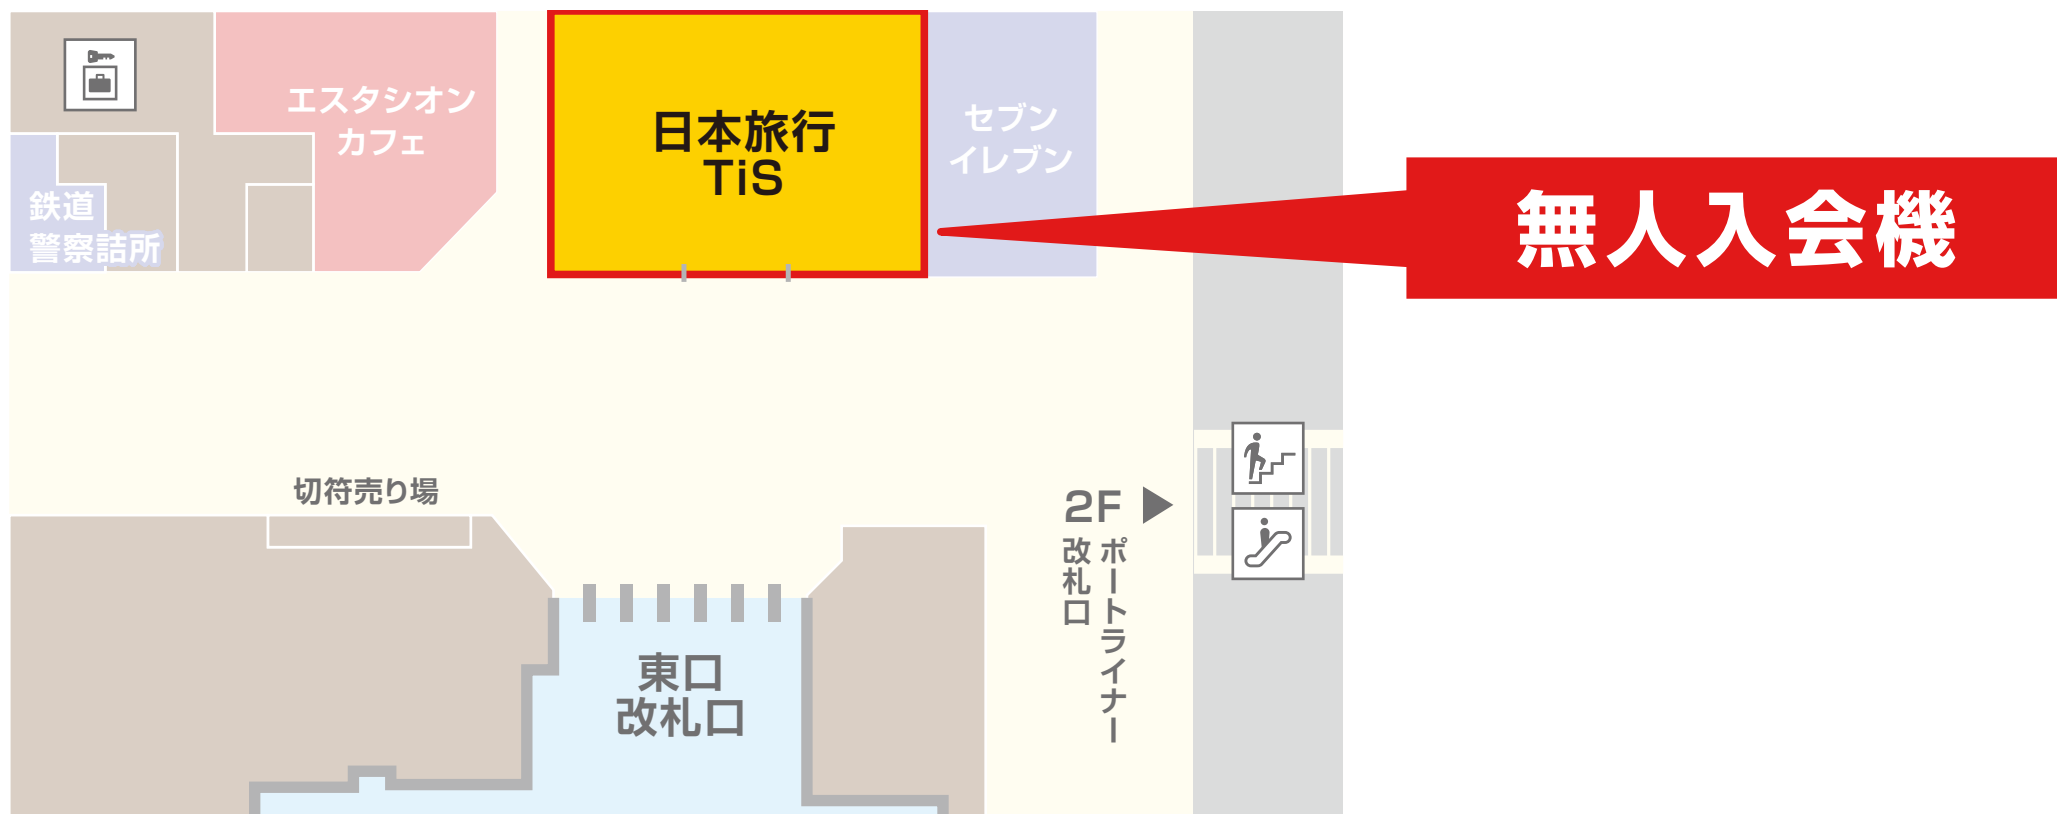 エスタシオン
カフェ
日本旅行
TiS
セブン
イレブン
無人入会機
鉄道
警察詰所
切符売り場
2F
ポートライナー
改札口
東口
改札口